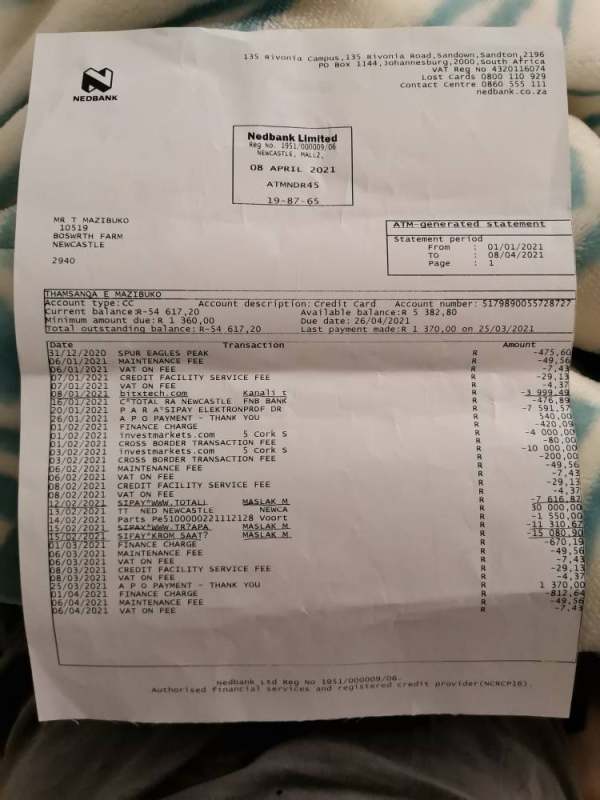 NEDBANK
135 Rivonia Campus,135 Rivonia Road,Sandown,Sandton,2196
PO Box 1144,Johannesburg,2000,South Africa
VAT Reg No 4320116074
Lost Cards 0800 110 929
Contact Centre 0860 555 111
nedbank.co.za
Nedbank Limited
Reg No. 1951/000009/06
NEWCASTLE, MALL2,
08 APRIL 2021
ATMNDR45
19-87-65
MR T MAZIBUKO
10519
BOSWRTH FARM
NEWCASTLE
2940
ATM-generated statement
Statement period
From : 01/01/2021
TO : 08/04/2021
Page : 1
THAMSANQA E MAZIBUKO
Account type:CC Account description:Credit Card Account number:5179890055728727
Current balance:R-54 617,20 Available balance:R 5 382,80
Minimum amount due:R 1 360,00 Due date:26/04/2021
Total outstanding balance:R-54 617,20 Last payment made:R 1 370,00 on 25/03/2021
Date Transaction Amount
31/12/2020 SPUR EAGLES PEAK R -475,60
06/01/2021 MAINTENANCE FEE R -49,56
06/01/2021 VAT ON FEE R -7,43
07/01/2021 CREDIT FACILITY SERVICE FEE R -29,13
07/01/2021 VAT ON FEE R -4,37
08/01/2021 bitxtech.com Kanali t R -3 999,49
16/01/2021 C*TOTAL RA NEWCASTLE FNB BANK R -476,89
20/01/2021 P A R A*SIPAY ELEKTRONPROF DR R -7 591,57
26/01/2021 A P O PAYMENT - THANK YOU R 540,00
01/02/2021 FINANCE CHARGE R -420,09
01/02/2021 Investmarkets.com 5 Cork S R -4 000,00
02/02/2021 CROSS BORDER TRANSACTION FEE R -80,00
03/02/2021 Investmarkets.com 5 Cork S R -10 000,00
03/02/2021 CROSS BORDER TRANSACTION FEE R -200,00
06/02/2021 MAINTENANCE FEE R -49,56
06/02/2021 VAT ON FEE R -7,43
08/02/2021 CREDIT FACILITY SERVICE FEE R -29,13
08/02/2021 VAT ON FEE R -4,37
12/02/2021 SIPAY*WWW.TOTALI MASLAK M R -7 616,87
13/02/2021 TT NED NEWCASTLE NEWCA R 30 000,00
14/02/2021 Parts Pe5100000221112128 Voort R -1 550,00
15/02/2021 SIPAY*WWW.TR?APA MASLAK M R -11 310,67
15/02/2021 SIFAY*KROM SAAT? MASLAK M R -15 080,90
01/03/2021 FINANCE CHARGE R -670,19
06/03/2021 MAINTENANCE FEE R -49,56
06/03/2021 VAT ON FEE R -7,43
08/03/2021 CREDIT FACILITY SERVICE FEE R -29,13
08/03/2021 VAT ON FEE R -4,37
25/03/2021 A P O PAYMENT - THANK YOU R 1 370,00
01/04/2021 FINANCE CHARGE R -812,64
06/04/2021 MAINTENANCE FEE R -49,56
06/04/2021 VAT ON FEE R -7,43
Nedbank Ltd Reg No 1951/000009/06.
Authorised financial services and registered credit provider(NCRCP16).